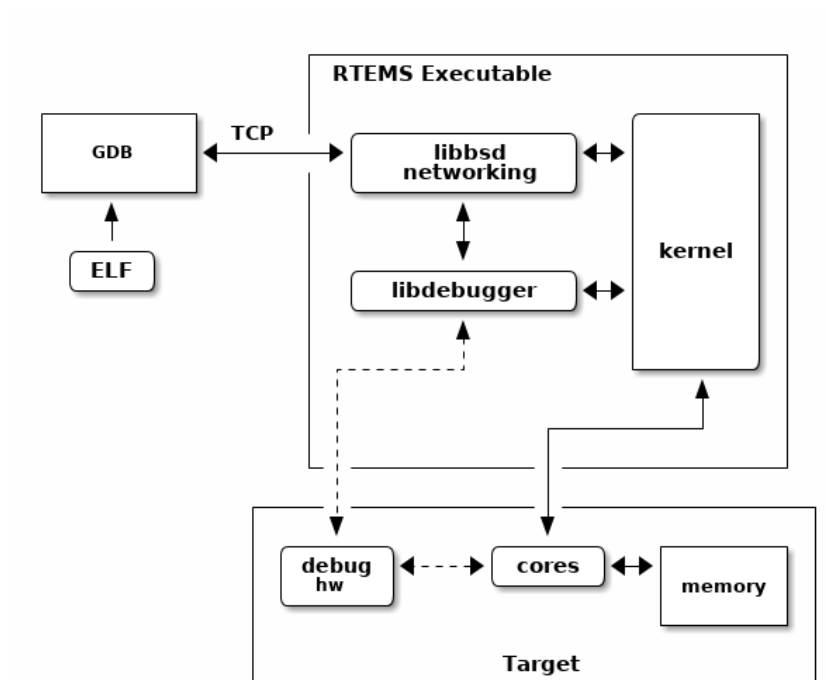 RTEMS Executable
TCP
GDB
libbsd
networking
kernel
ELF
libdebugger
debug
hw
cores
memory
Target